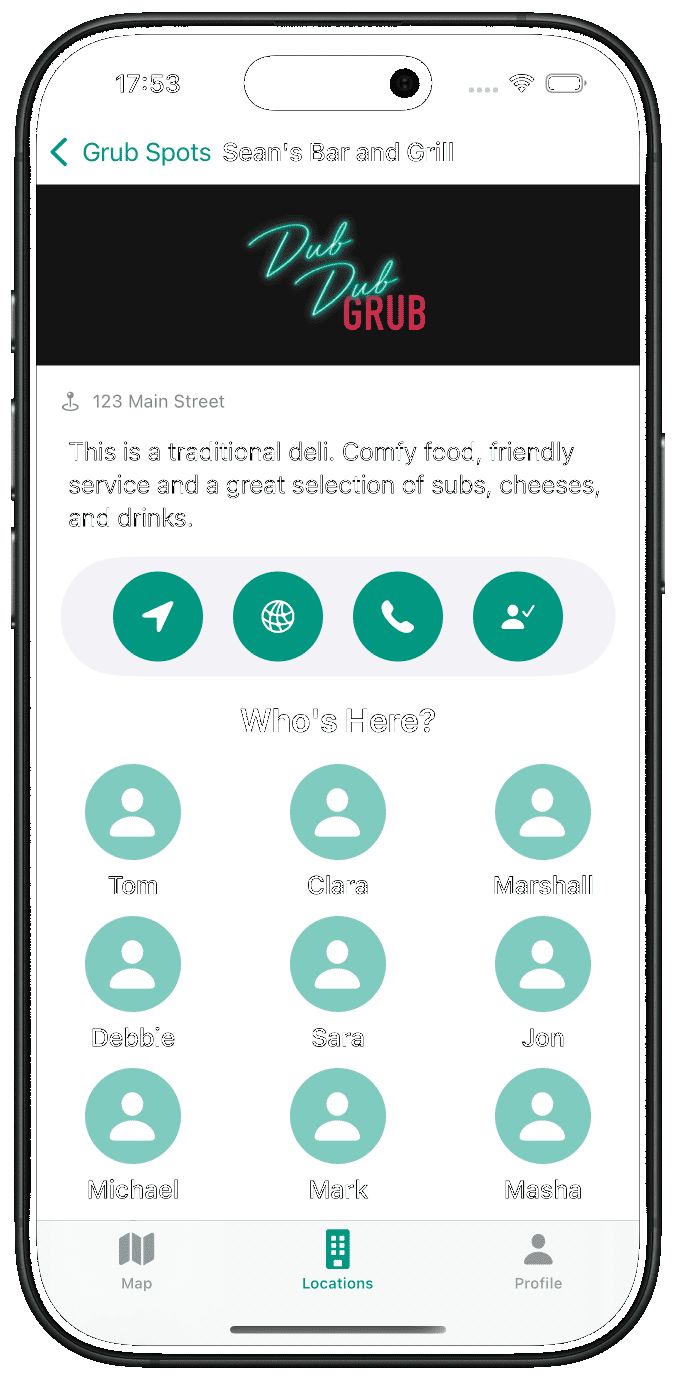 17:53
Grub Spots Sean's Bar and Grill
Dub
Dub
GRUB
123 Main Street
This is a traditional deli. Comfy food, friendly
service and a great selection of subs, cheeses,
and drinks.
Who's Here?
Tom Clara Marshall
Debbie Sara Jon
Michael Mark Masha
Map Locations Profile